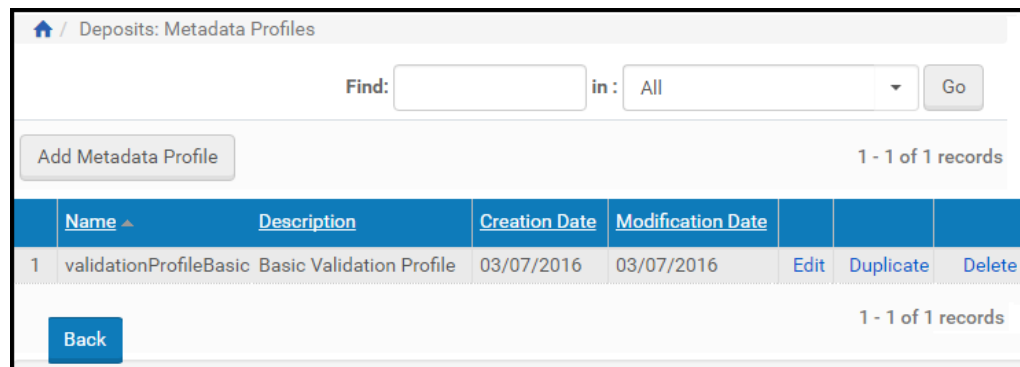 / Deposits: Metadata Profiles
Find: in : All Go
Add Metadata Profile 1 - 1 of 1 records
Name Description Creation Date Modification Date
1 validationProfileBasic Basic Validation Profile 03/07/2016 03/07/2016 Edit Duplicate Delete
1 - 1 of 1 records
Back